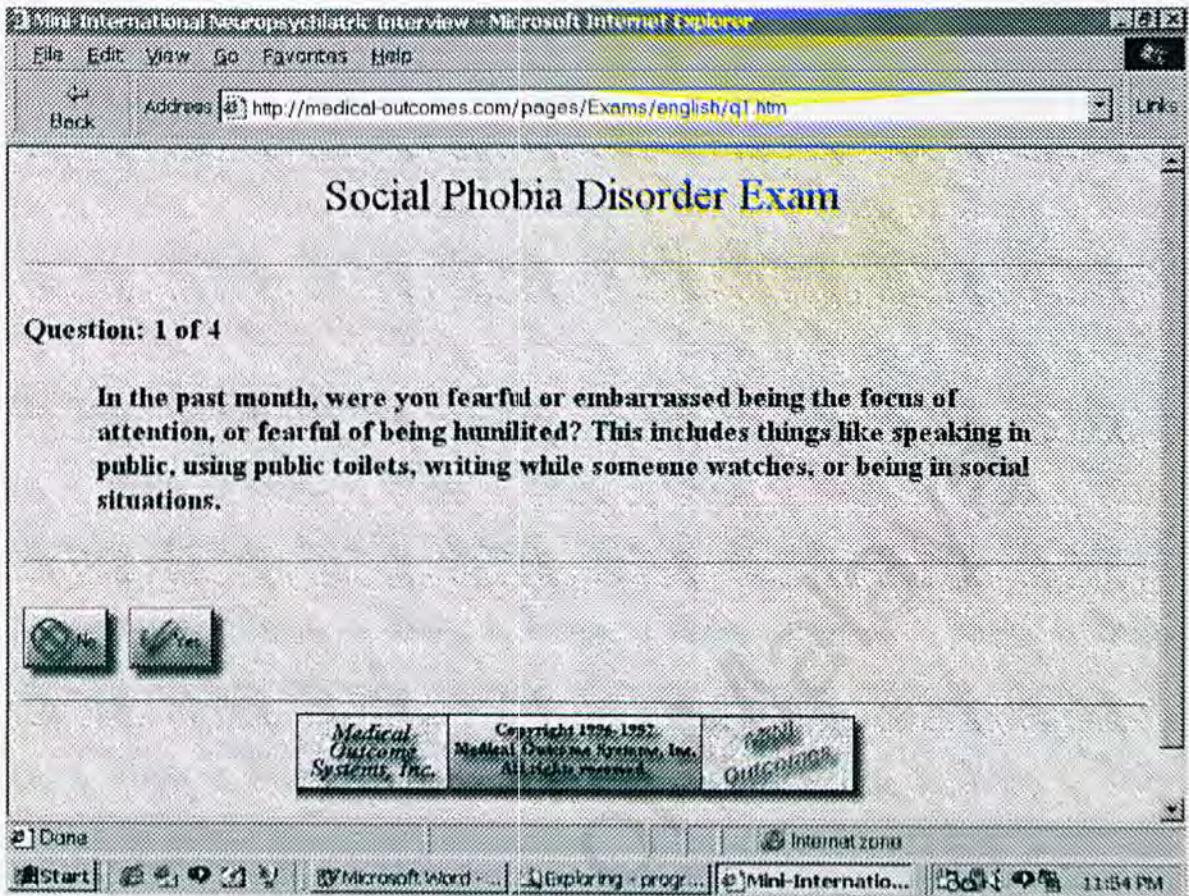 Mini-International Neuropsychiatric Interview - Microsoft Internet Explorer
File Edit View Go Favorites Help
Back
Address http://medical-outcomes.com/pages/Exams/english/q1.htm
Links
Social Phobia Disorder Exam
Question: 1 of 4
In the past month, were you fearful or embarrassed being the focus of
attention, or fearful of being humilited? This includes things like speaking in
public, using public toilets, writing while someone watches, or being in social
situations.
No Yes
Medical
Outcome
Systems, Inc.
Copyright 1996-1997
Medical Outcome Systems, Inc.
All rights reserved.
Outcomes
Done
Internet zone
Start
Microsoft Word - ...
Exploring - progr...
Mini-Internatio...
11:54 PM